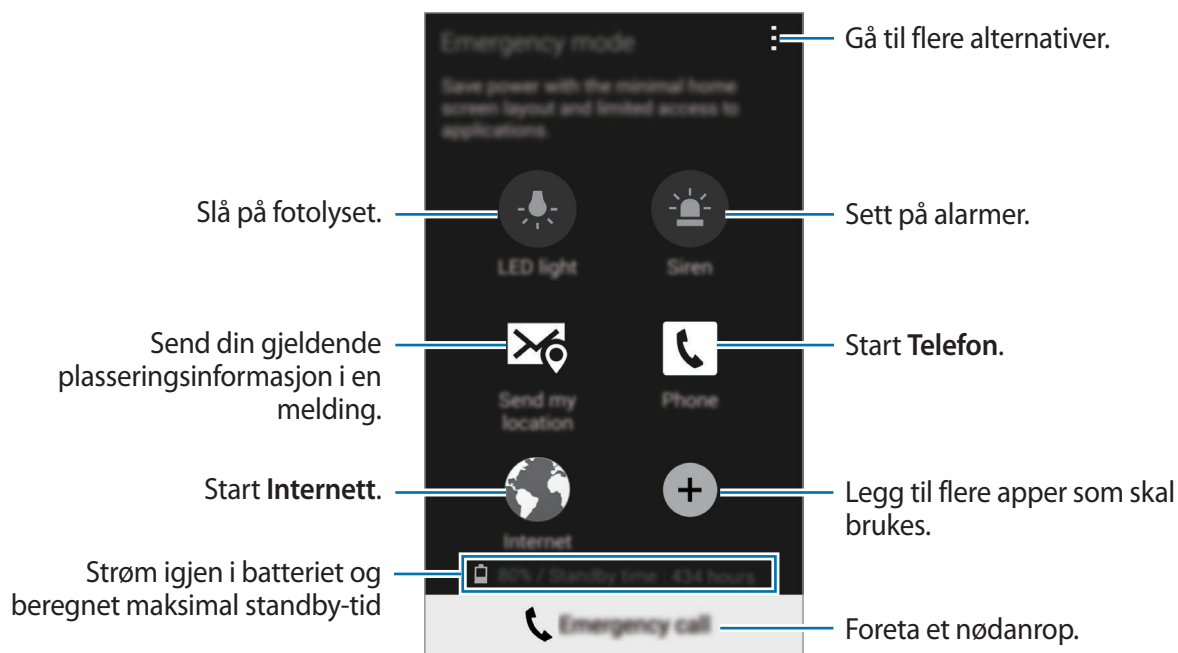 Emergency mode
Gå til flere alternativer.
Save power with the minimal home
screen layout and limited access to
applications.
Slå på fotolyset.
Sett på alarmer.
LED light
Siren
Send din gjeldende
plasseringsinformasjon i en
melding.
Start Telefon.
Send my
location
Phone
Start Internett.
Legg til flere apper som skal
brukes.
Internet
Strøm igjen i batteriet og
beregnet maksimal standby-tid
80% / Standby time : 434 hours
Emergency call
Foreta et nødanrop.